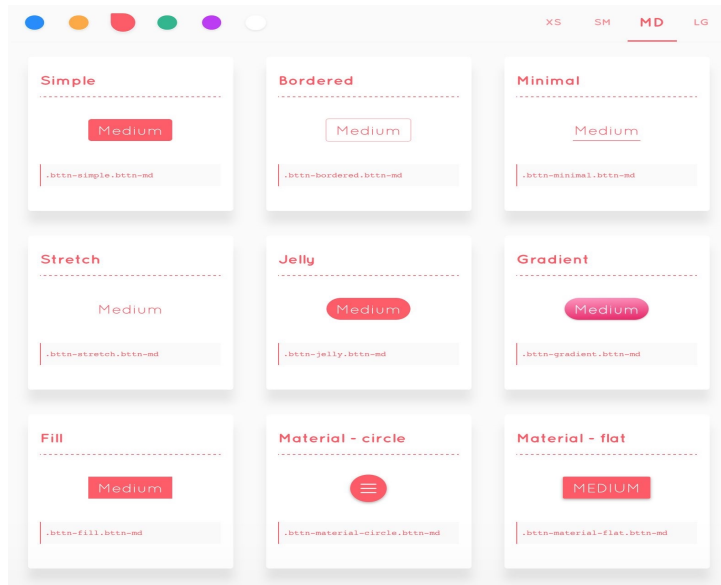 XS SM MD LG
Simple
Medium
.bttn-simple.bttn-md
Bordered
Medium
.bttn-bordered.bttn-md
Minimal
Medium
.bttn-minimal.bttn-md
Stretch
Medium
.bttn-stretch.bttn-md
Jelly
Medium
.bttn-jelly.bttn-md
Gradient
Medium
.bttn-gradient.bttn-md
Fill
Medium
.bttn-fill.bttn-md
Material - circle
.bttn-material-circle.bttn-md
Material - flat
MEDIUM
.bttn-material-flat.bttn-md